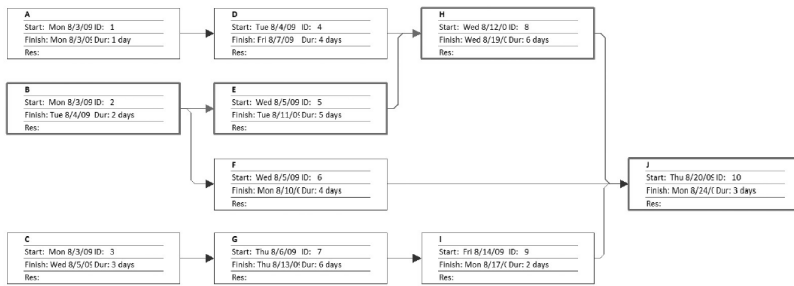 A
Start: Mon 8/3/09 ID: 1
Finish: Mon 8/3/09 Dur: 1 day
Res:
D
Start: Tue 8/4/09 ID: 4
Finish: Fri 8/7/09 Dur: 4 days
Res:
H
Start: Wed 8/12/0 ID: 8
Finish: Wed 8/19/0 Dur: 6 days
Res:
B
Start: Mon 8/3/09 ID: 2
Finish: Tue 8/4/09 Dur: 2 days
Res:
E
Start: Wed 8/5/09 ID: 5
Finish: Tue 8/11/09 Dur: 5 days
Res:
F
Start: Wed 8/5/09 ID: 6
Finish: Mon 8/10/0 Dur: 4 days
Res:
J
Start: Thu 8/20/09 ID: 10
Finish: Mon 8/24/0 Dur: 3 days
Res:
C
Start: Mon 8/3/09 ID: 3
Finish: Wed 8/5/09 Dur: 3 days
Res:
G
Start: Thu 8/6/09 ID: 7
Finish: Thu 8/13/09 Dur: 6 days
Res:
I
Start: Fri 8/14/09 ID: 9
Finish: Mon 8/17/0 Dur: 2 days
Res: